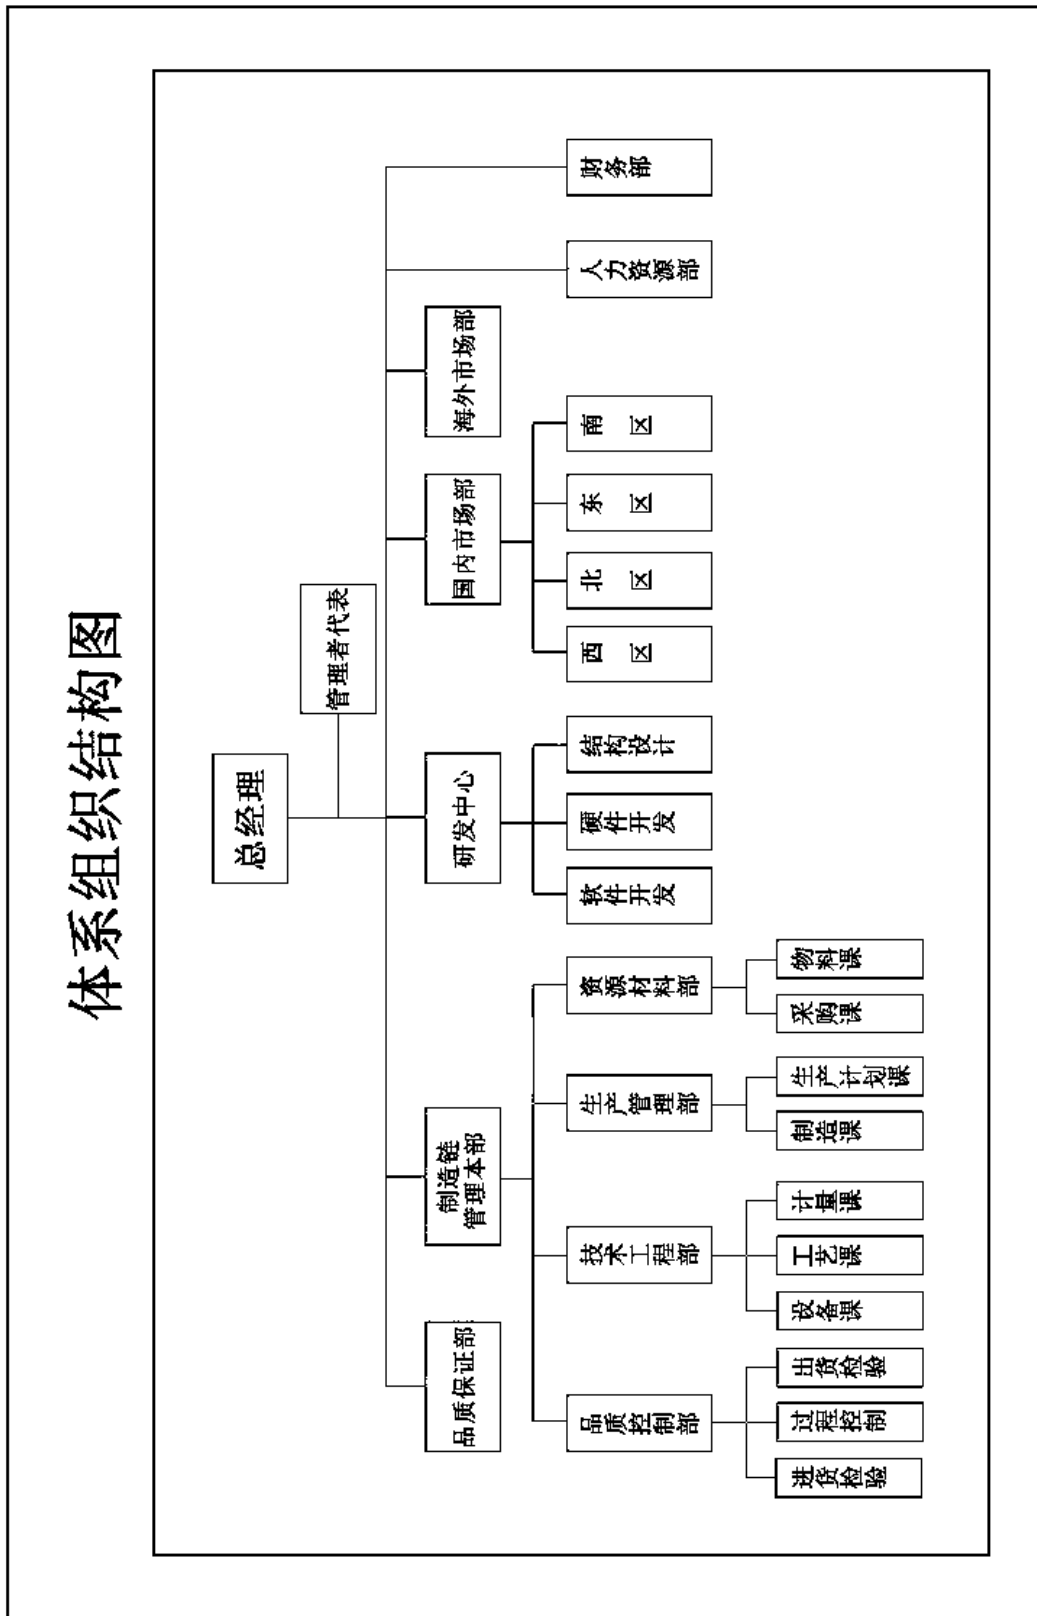 体系组织结构图
总经理
管理者代表
品质保证部
制造链
管理本部
研发中心
国内市场部
海外市场部
品质控制部
技术工程部
生产管理部
资源材料部
软件开发
硬件开发
结构设计
西 区
北 区
东 区
南 区
人力资源部
财务部
进货检验
过程控制
出货检验
设备课
工艺课
计量课
制造课
生产计划课
采购课
物料课